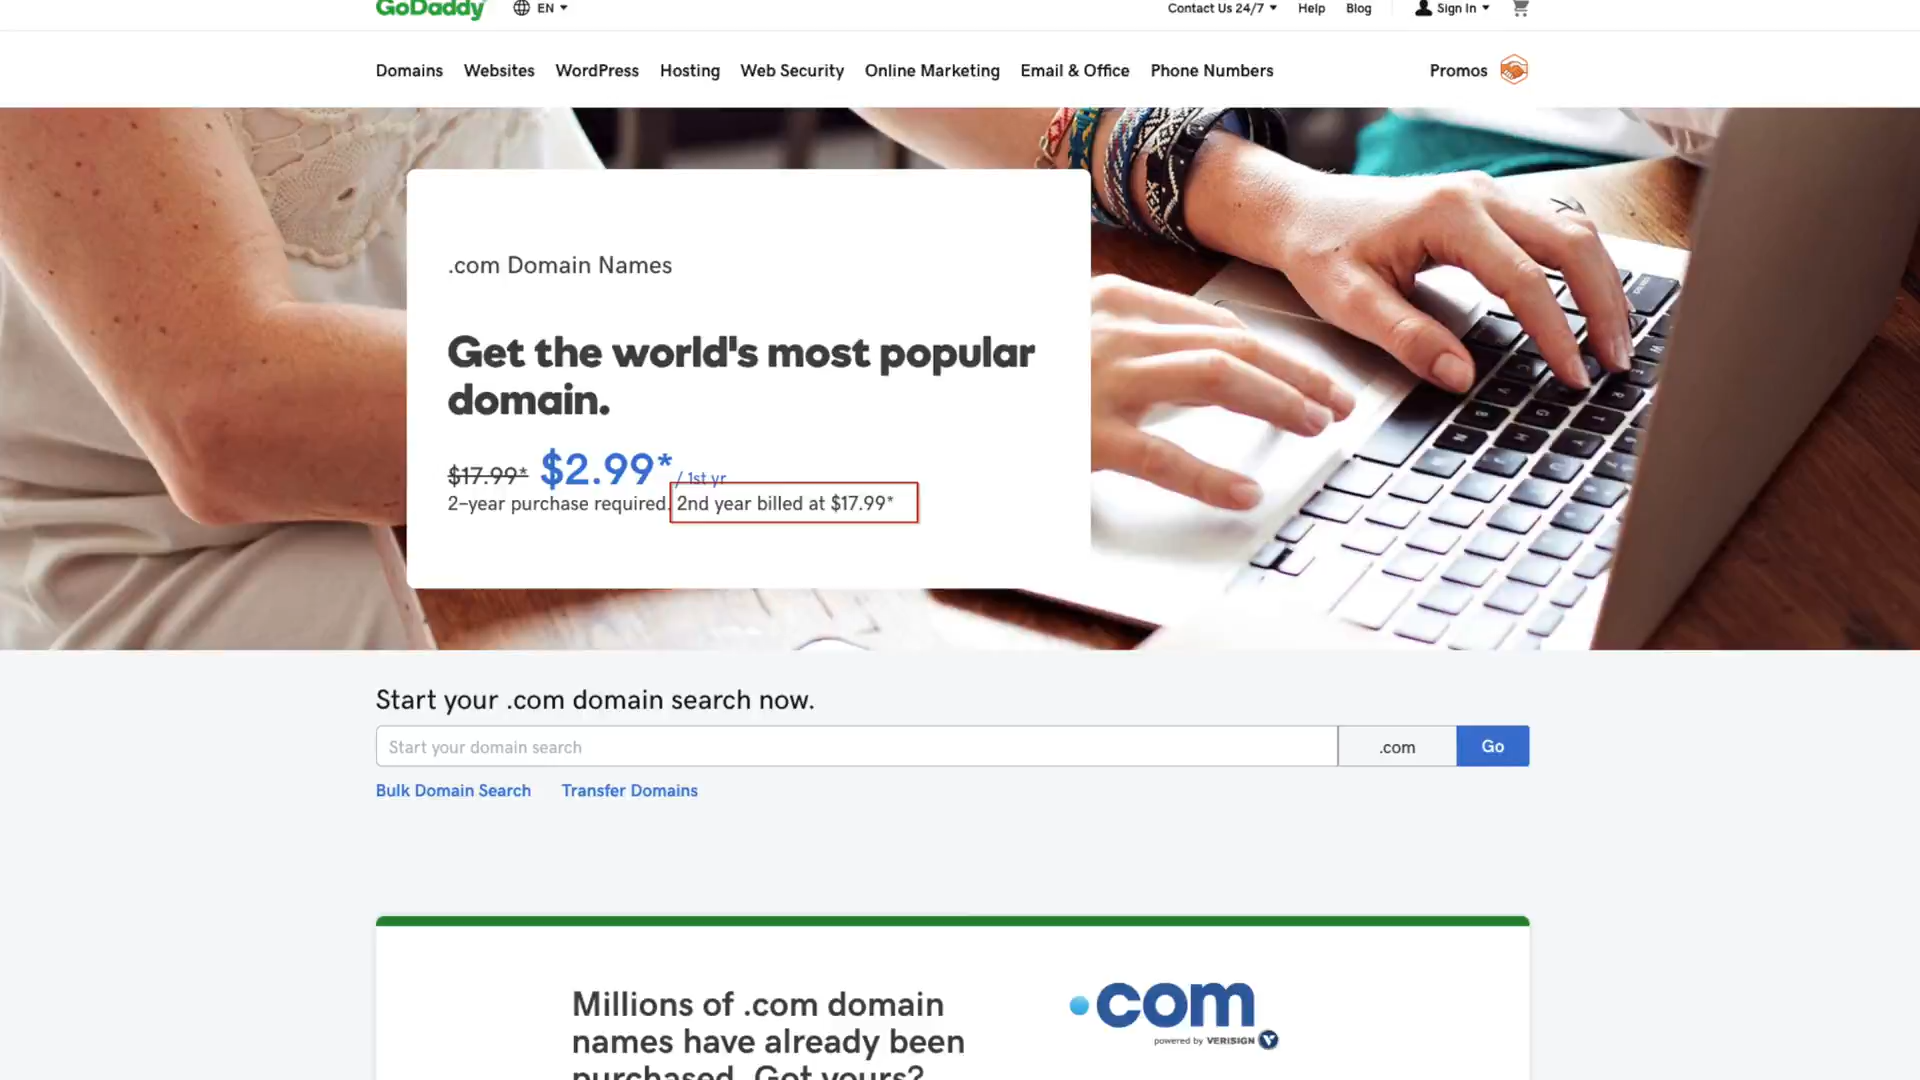 GoDaddy EN Contact Us 24/7 Help Blog Sign In
Domains Websites WordPress Hosting Web Security Online Marketing Email & Office Phone Numbers Promos
.com Domain Names
Get the world's most popular
domain.
$17.99* $2.99* / 1st yr
2-year purchase required. 2nd year billed at $17.99*
Start your .com domain search now.
Start your domain search .com Go
Bulk Domain Search Transfer Domains
Millions of .com domain
names have already been
purchased. Got yours?
.com
powered by VERISIGN